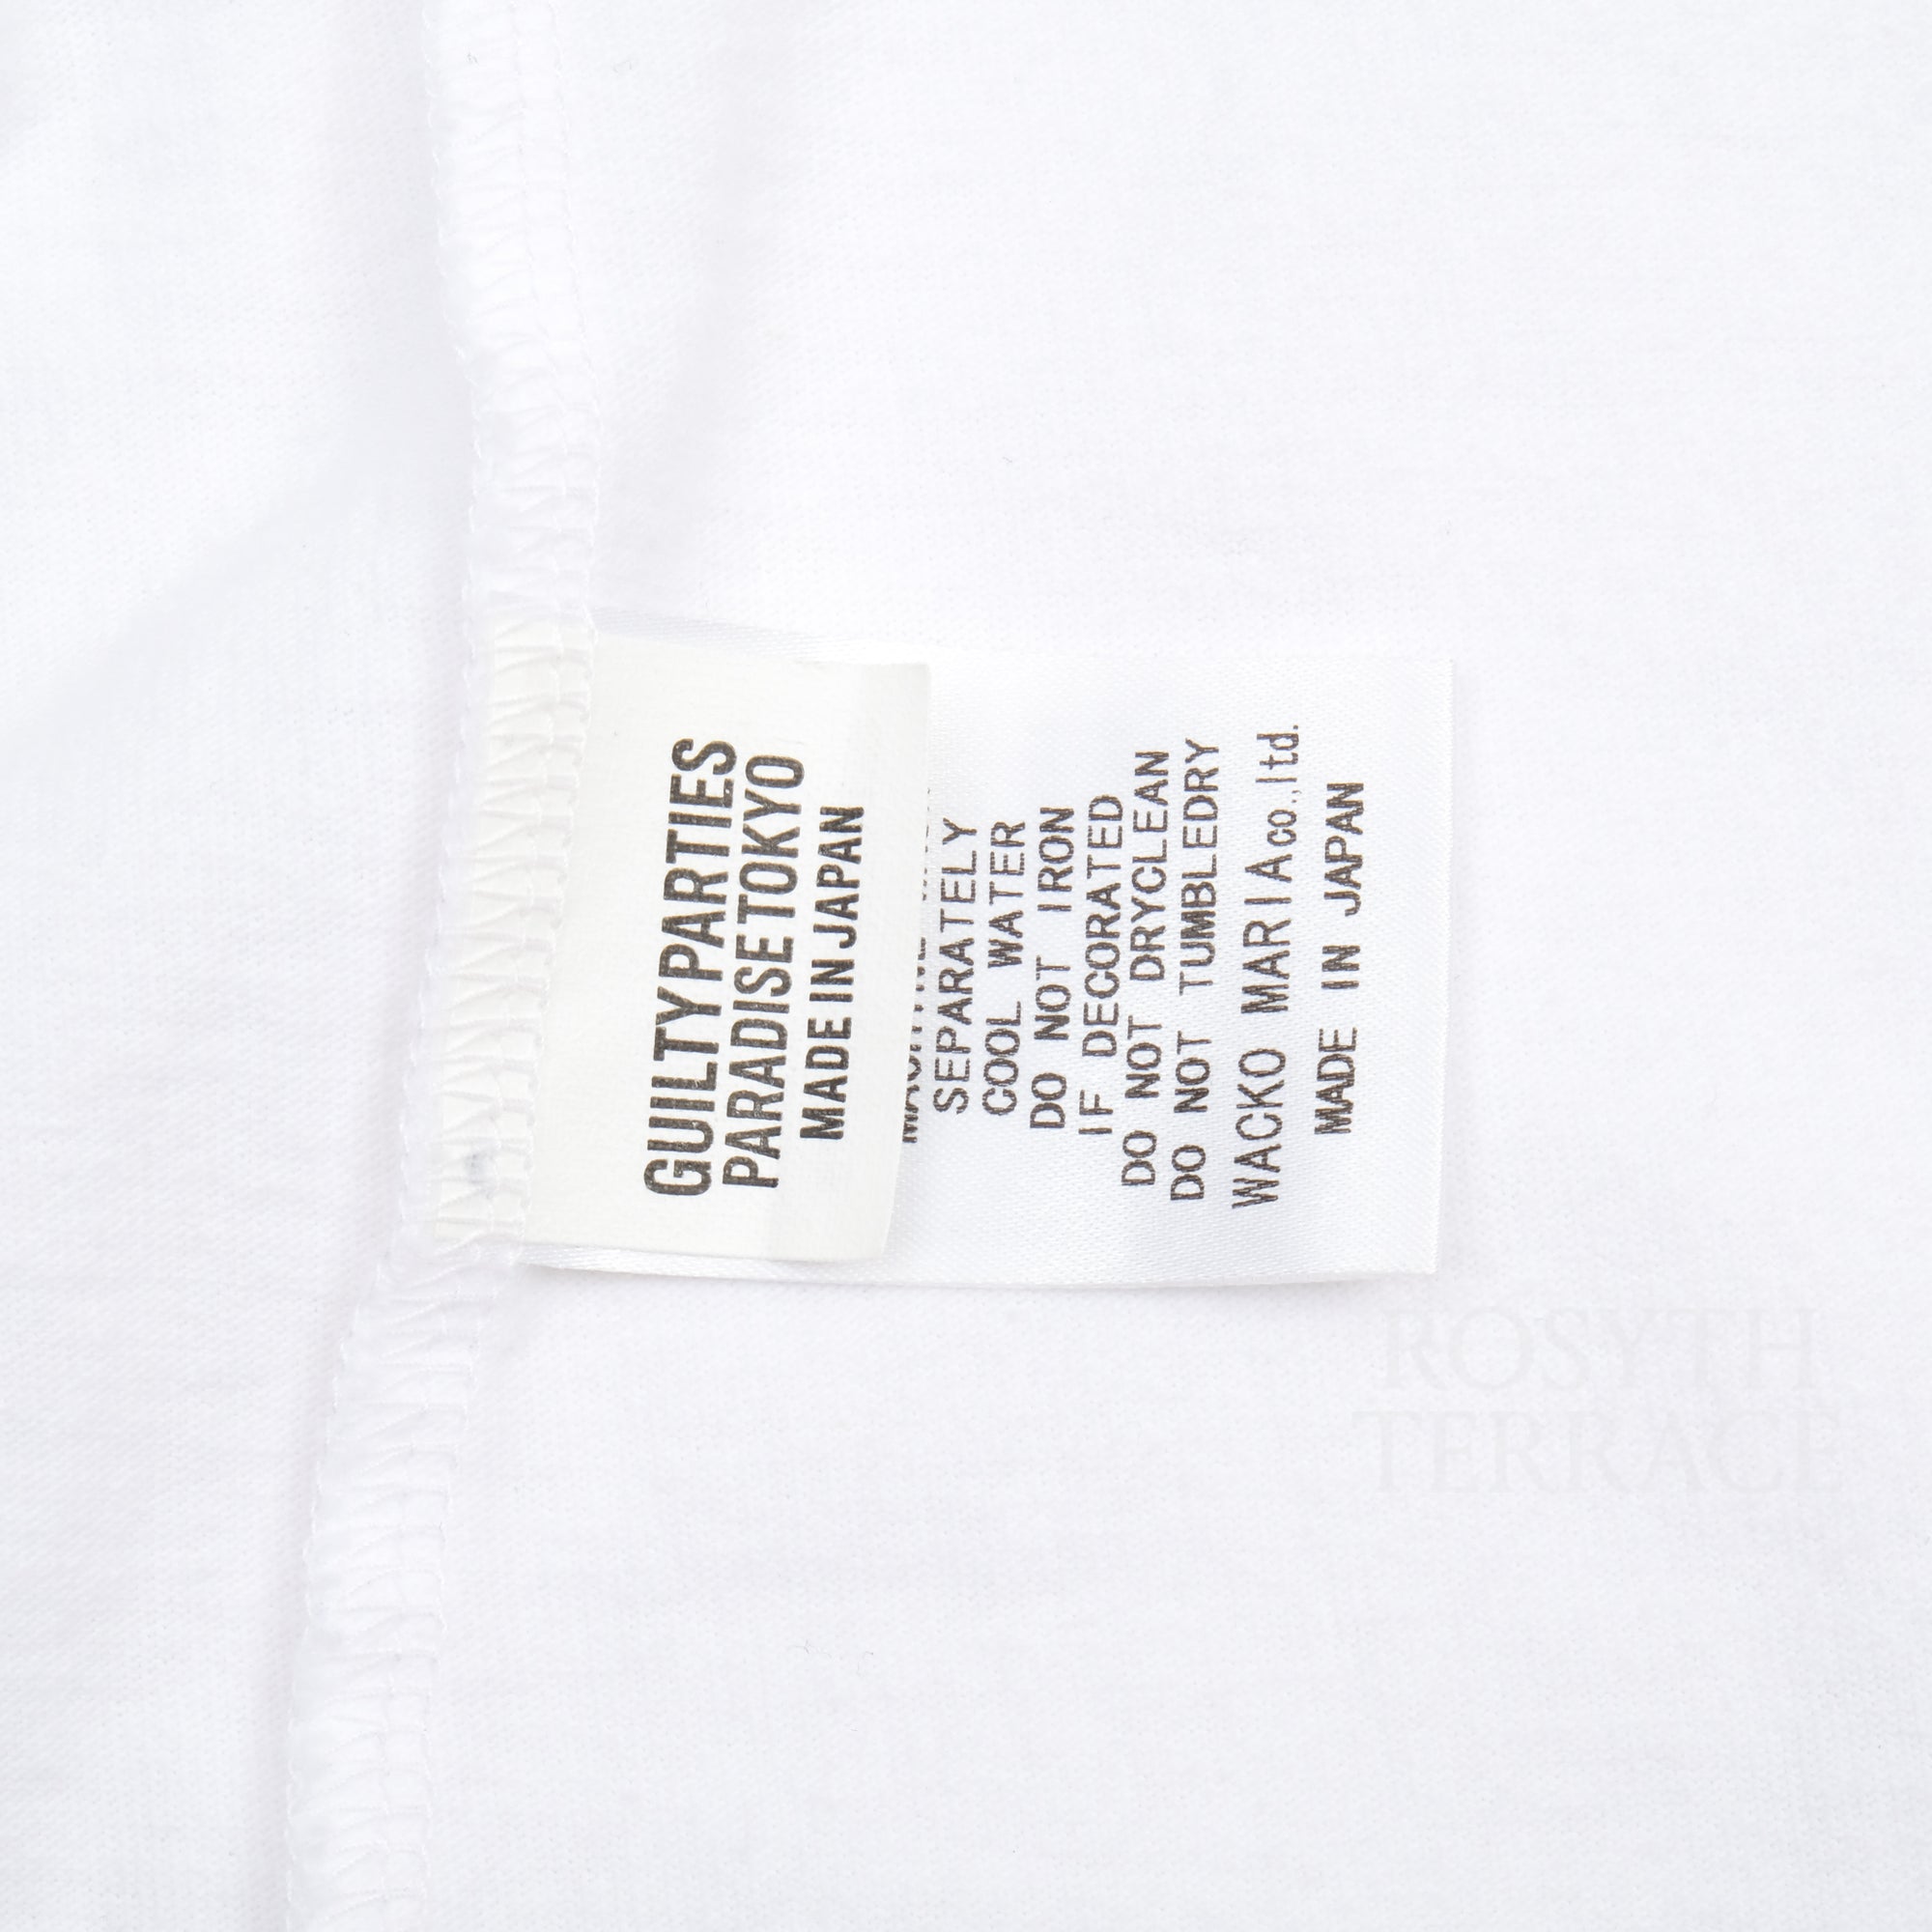 GUILTY PARTIES
PARADISE TOKYO
MADE IN JAPAN
SEPARATELY
COOL WATER
DO NOT IRON
IF DECORATED
DO NOT DRYCLEAN
DO NOT TUMBLEDRY
WACKO MARIA co.,ltd.
MADE IN JAPAN
ROSYTH
TERRACE